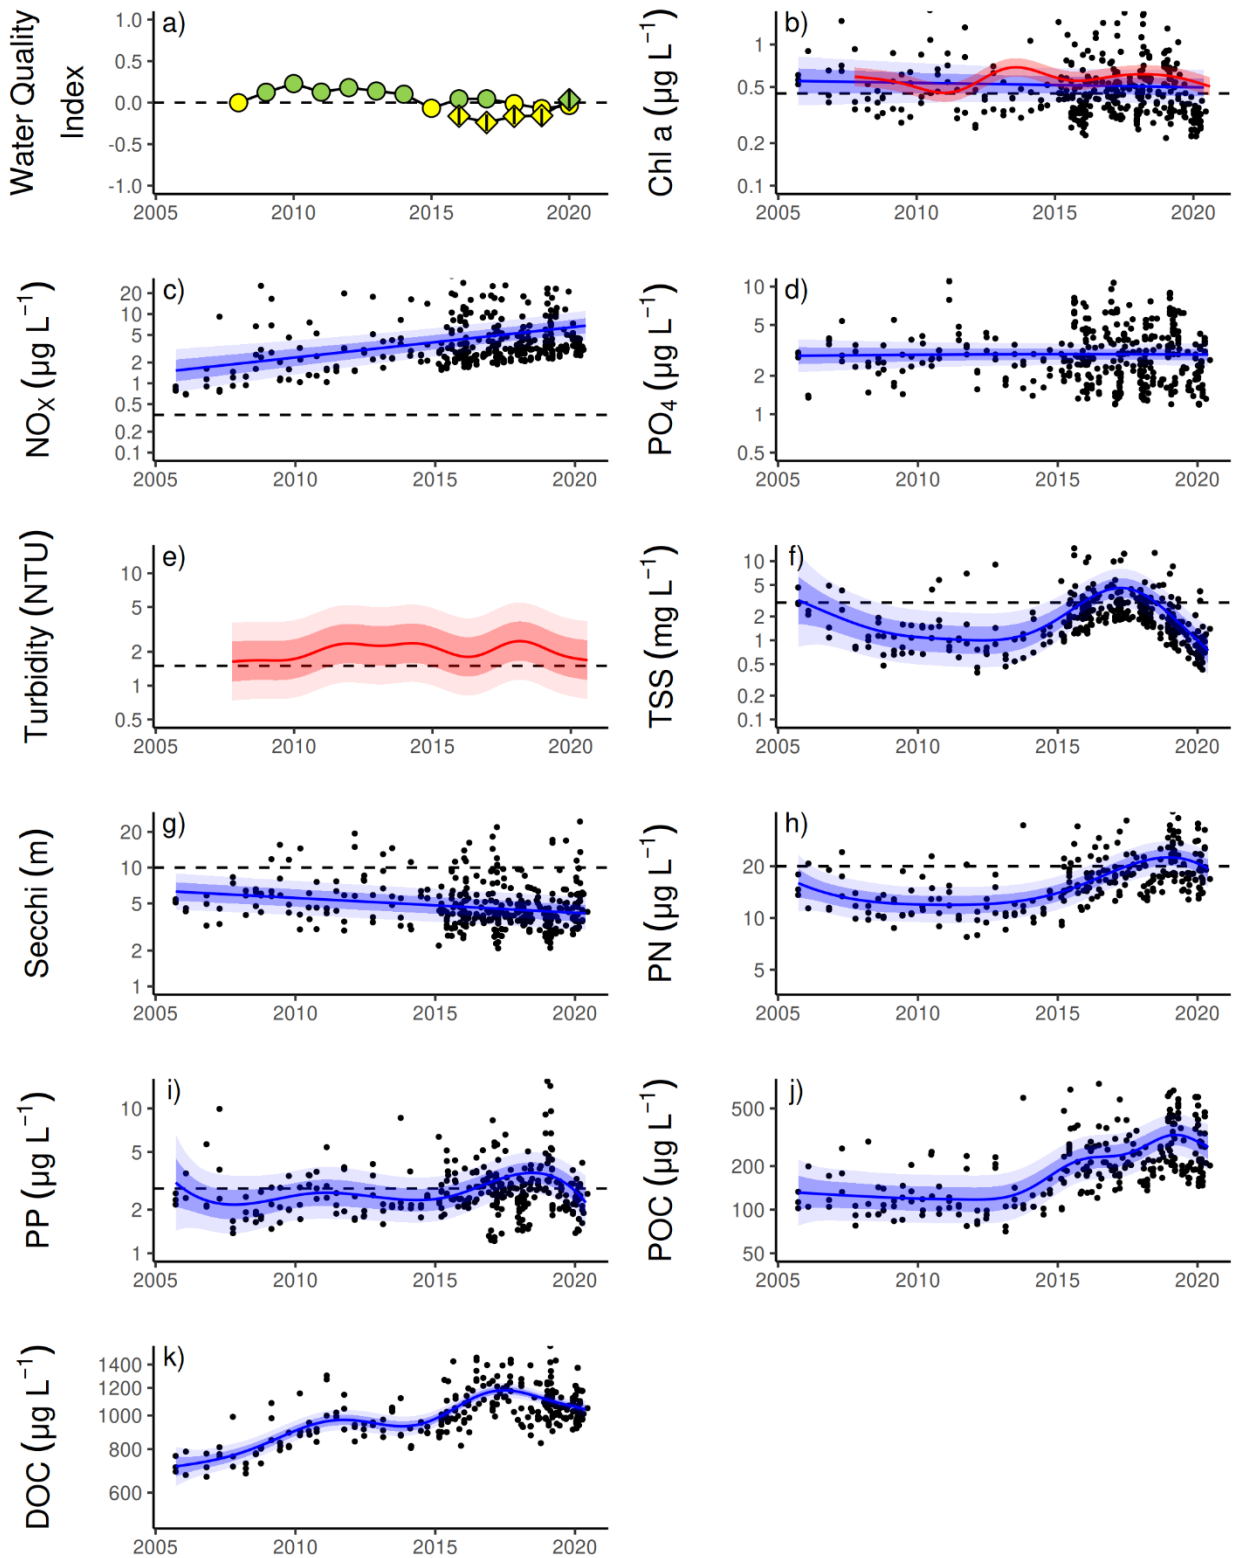 a)
Water Quality
Index
1.0
0.5
0.0
-0.5
-1.0
2005 2010 2015 2020
b)
Chl a (µg L⁻¹)
1
0.5
0.2
0.1
2005 2010 2015 2020
c)
NOX (µg L⁻¹)
20
10
5
2
1
0.5
0.2
0.1
2005 2010 2015 2020
d)
PO4 (µg L⁻¹)
10
5
2
1
0.5
2005 2010 2015 2020
e)
Turbidity (NTU)
10
5
2
1
0.5
2005 2010 2015 2020
f)
TSS (mg L⁻¹)
10
5
2
1
0.5
0.2
0.1
2005 2010 2015 2020
g)
Secchi (m)
20
10
5
2
1
2005 2010 2015 2020
h)
PN (µg L⁻¹)
20
10
5
2005 2010 2015 2020
i)
PP (µg L⁻¹)
10
5
2
1
2005 2010 2015 2020
j)
POC (µg L⁻¹)
500
200
100
50
2005 2010 2015 2020
k)
DOC (µg L⁻¹)
1400
1200
1000
800
600
2005 2010 2015 2020